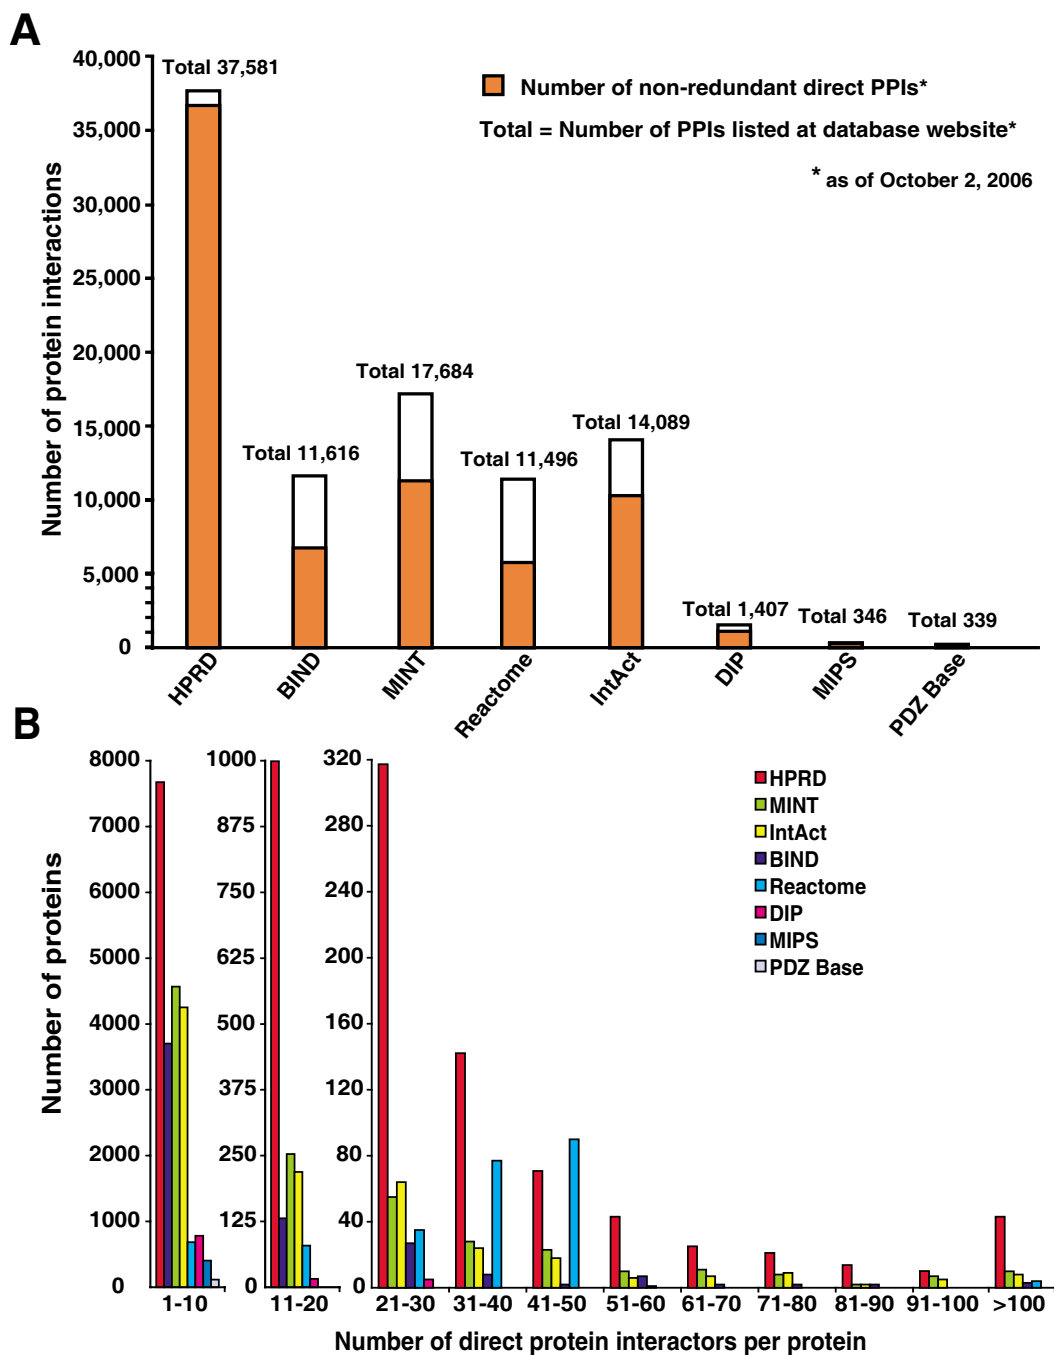 A
40,000
35,000
30,000
25,000
20,000
15,000
10,000
5,000
0
Number of protein interactions
Total 37,581
Total 11,616
Total 17,684
Total 11,496
Total 14,089
Total 1,407
Total 346
Total 339
Number of non-redundant direct PPIs*
Total = Number of PPIs listed at database website*
* as of October 2, 2006
HPRD
BIND
MINT
Reactome
IntAct
DIP
MIPS
PDZ Base
B
Number of proteins
8000
7000
6000
5000
4000
3000
2000
1000
0
1000
875
750
625
500
375
250
125
0
320
280
240
200
160
120
80
40
0
HPRD
MINT
IntAct
BIND
Reactome
DIP
MIPS
PDZ Base
1-10
11-20
21-30
31-40
41-50
51-60
61-70
71-80
81-90
91-100
>100
Number of direct protein interactors per protein